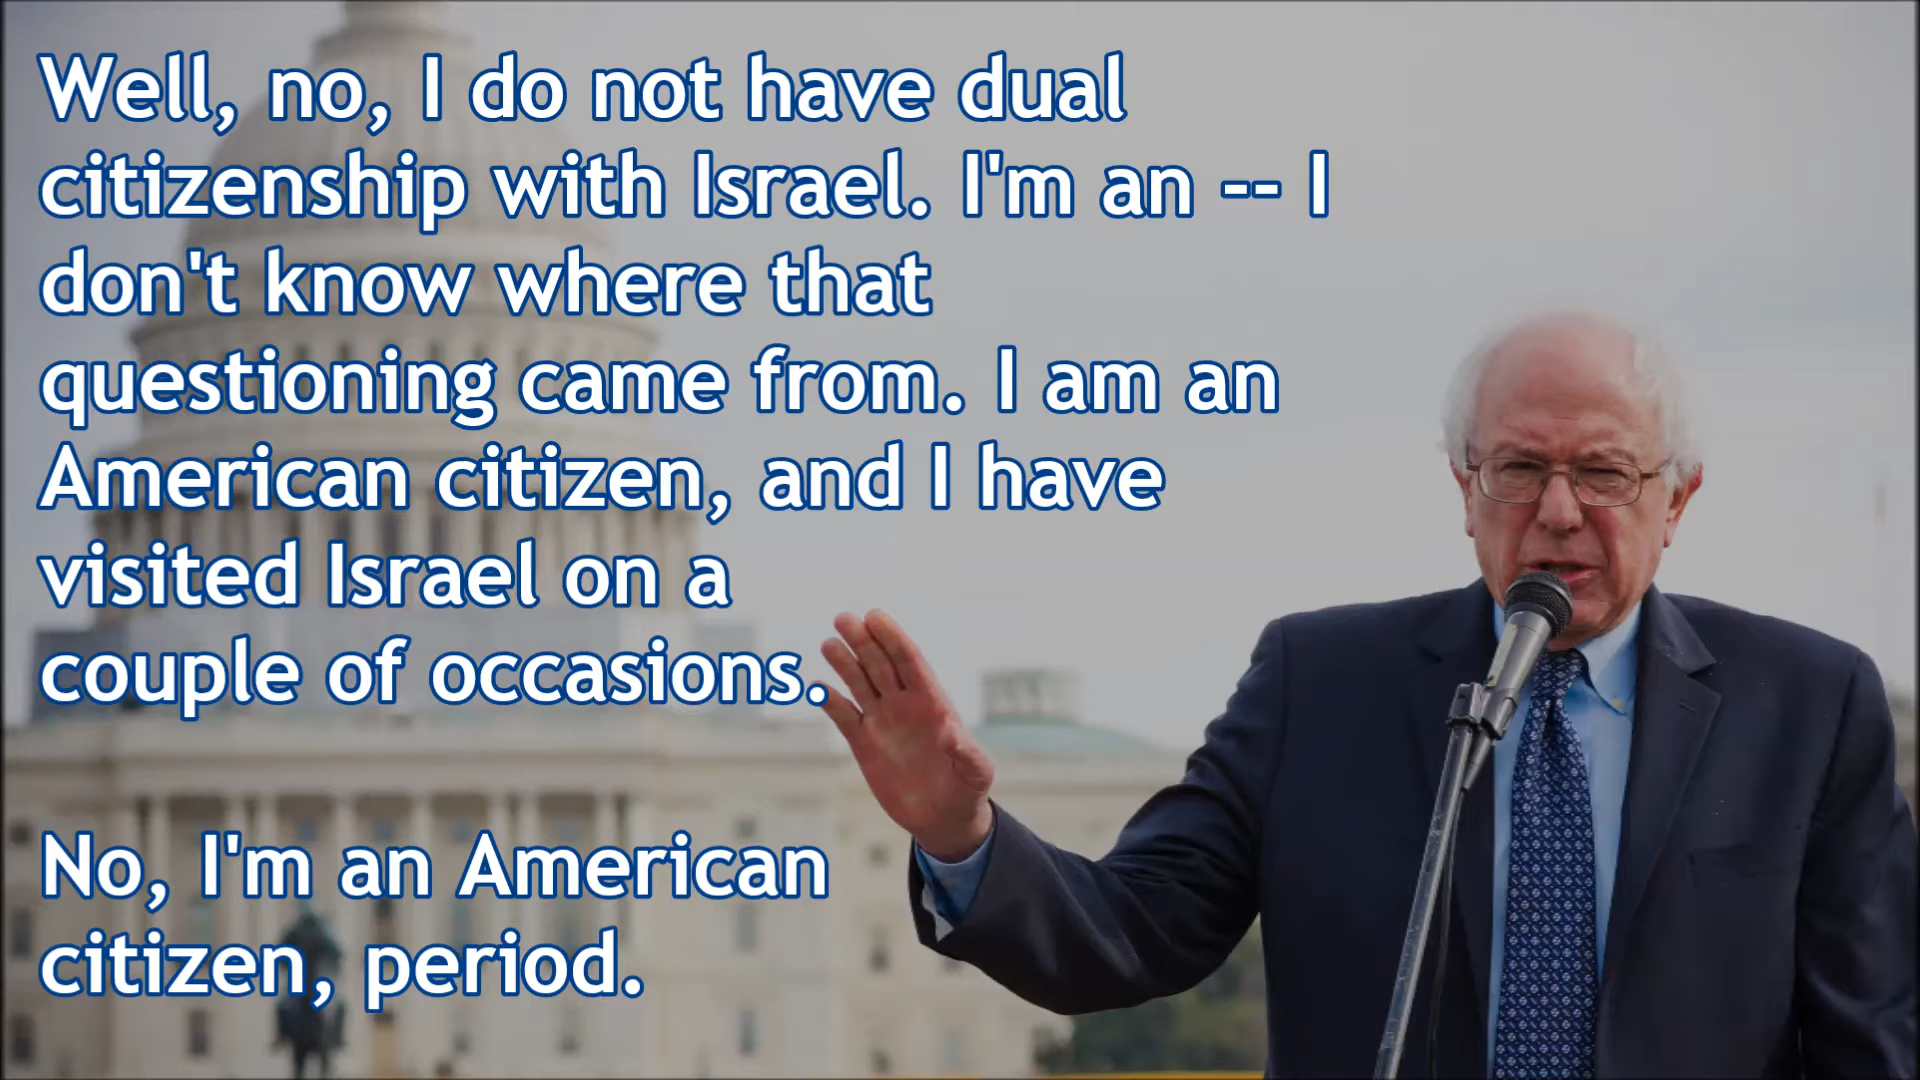 Well, no, I do not have dual
citizenship with Israel. I'm an -- I
don't know where that
questioning came from. I am an
American citizen, and I have
visited Israel on a
couple of occasions.
No, I'm an American
citizen, period.